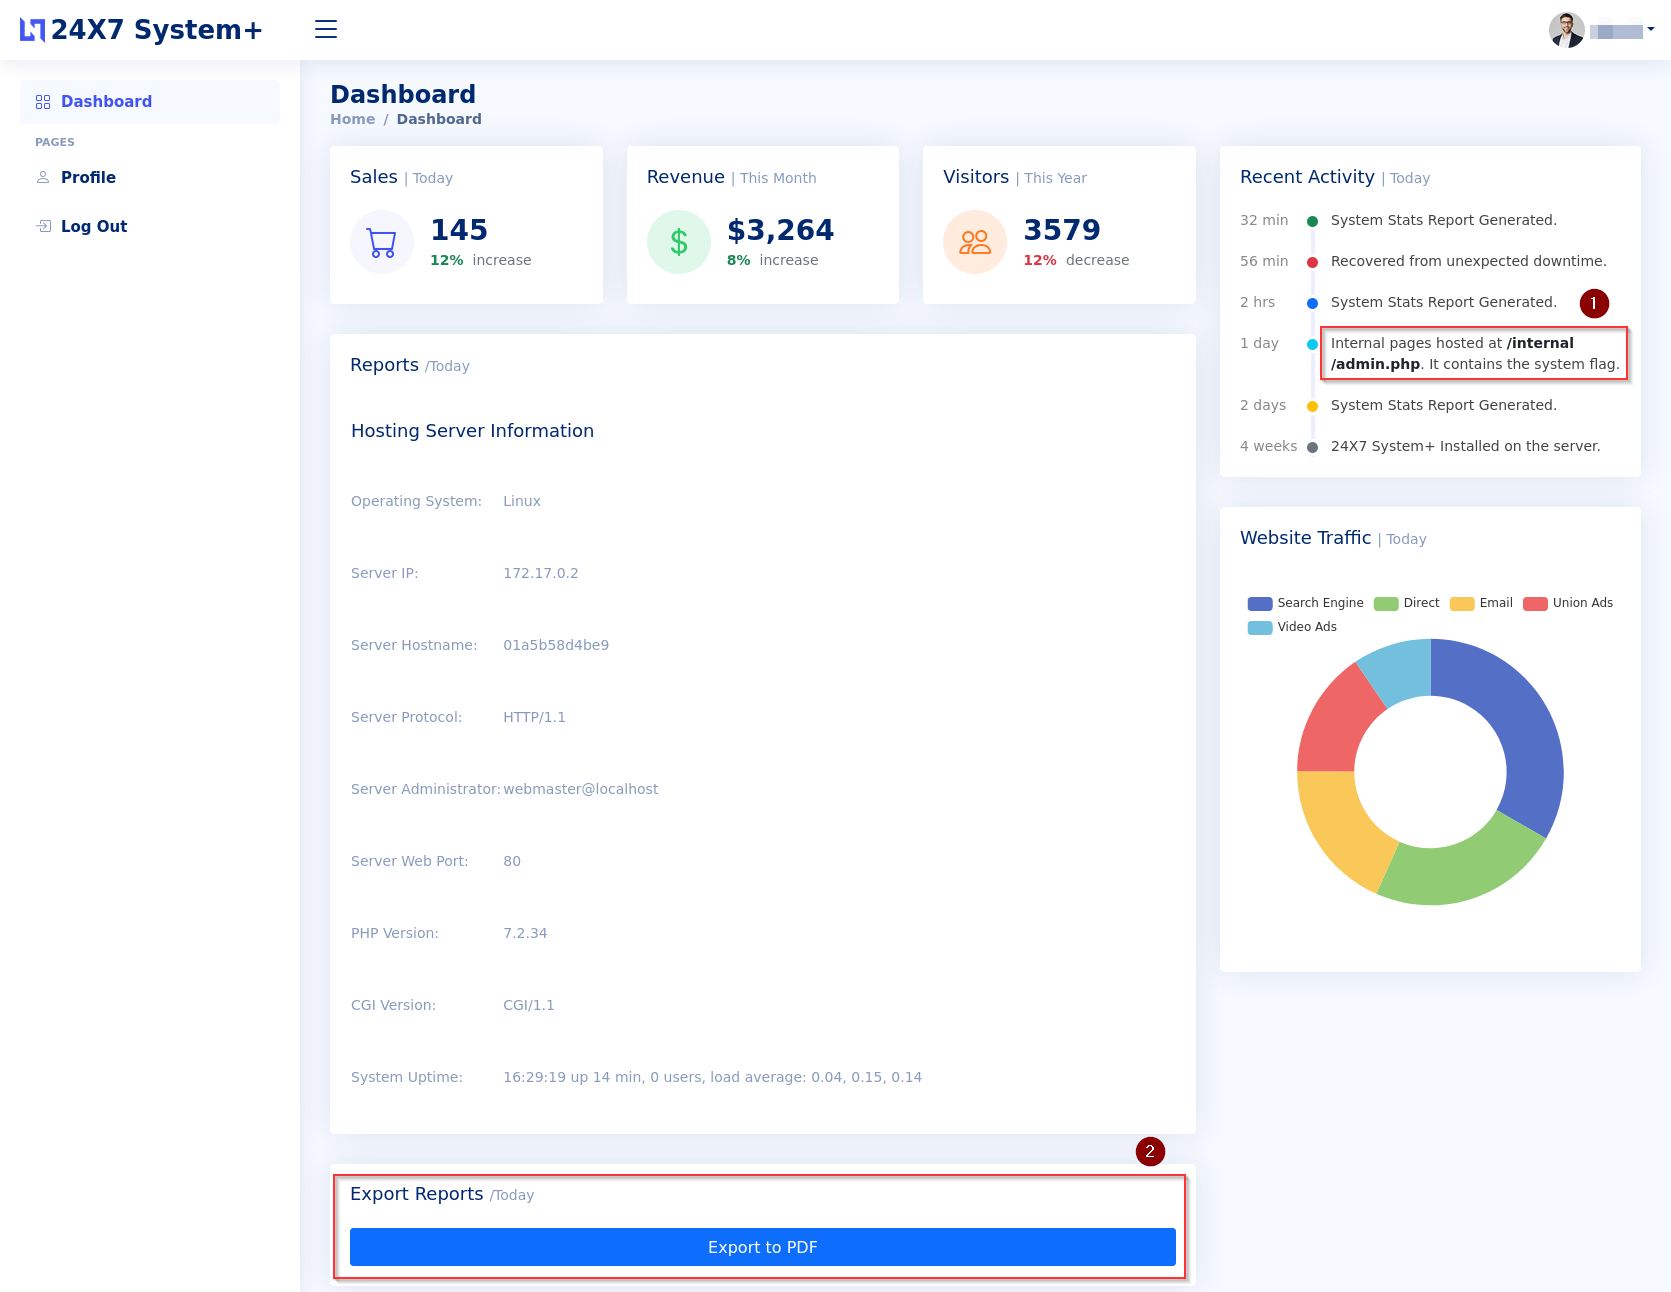 24X7 System+
Dashboard
PAGES
Profile
Log Out
Dashboard
Home / Dashboard
Sales | Today
145
12% increase
Revenue | This Month
$
$3,264
8% increase
Visitors | This Year
3579
12% decrease
Reports /Today
Hosting Server Information
Operating System: Linux
Server IP: 172.17.0.2
Server Hostname: 01a5b58d4be9
Server Protocol: HTTP/1.1
Server Administrator: webmaster@localhost
Server Web Port: 80
PHP Version: 7.2.34
CGI Version: CGI/1.1
System Uptime: 16:29:19 up 14 min, 0 users, load average: 0.04, 0.15, 0.14
2
Export Reports /Today
Export to PDF
Recent Activity | Today
32 min System Stats Report Generated.
56 min Recovered from unexpected downtime.
2 hrs System Stats Report Generated.
1
1 day Internal pages hosted at /internal
/admin.php. It contains the system flag.
2 days System Stats Report Generated.
4 weeks 24X7 System+ Installed on the server.
Website Traffic | Today
Search Engine Direct Email Union Ads
Video Ads